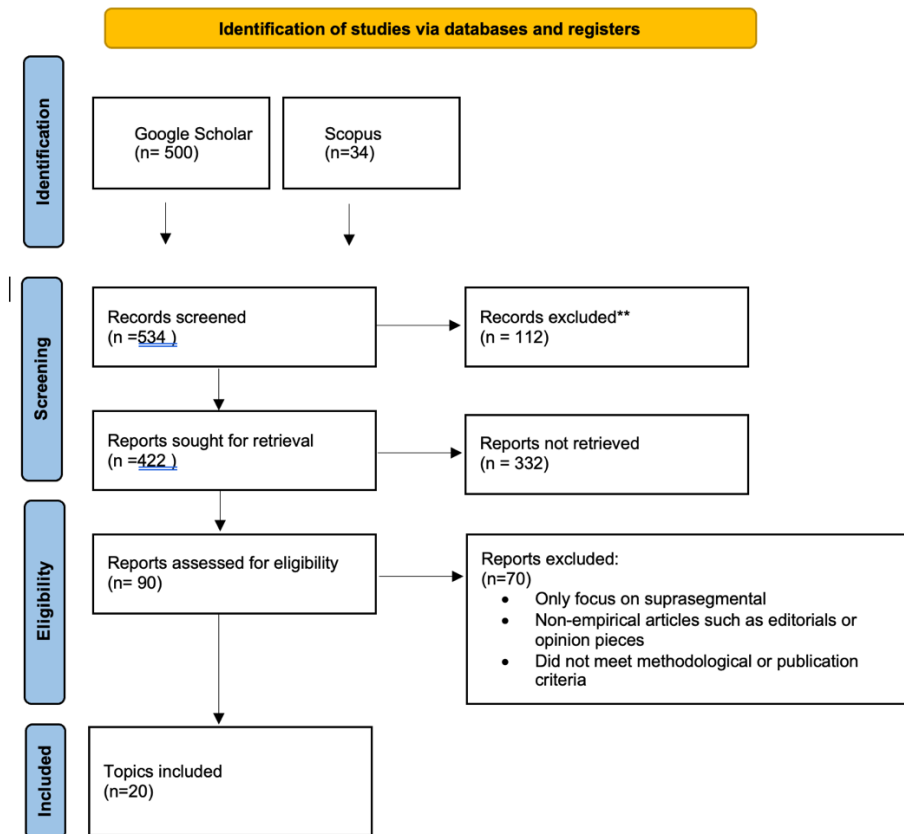 Identification of studies via databases and registers
Identification
Google Scholar
(n= 500)
Scopus
(n=34)
Screening
Records screened
(n =534 )
Records excluded**
(n = 112)
Reports sought for retrieval
(n =422 )
Reports not retrieved
(n = 332)
Eligibility
Reports assessed for eligibility
(n= 90)
Reports excluded:
(n=70)
• Only focus on suprasegmental
• Non-empirical articles such as editorials or
opinion pieces
• Did not meet methodological or publication
criteria
Included
Topics included
(n=20)